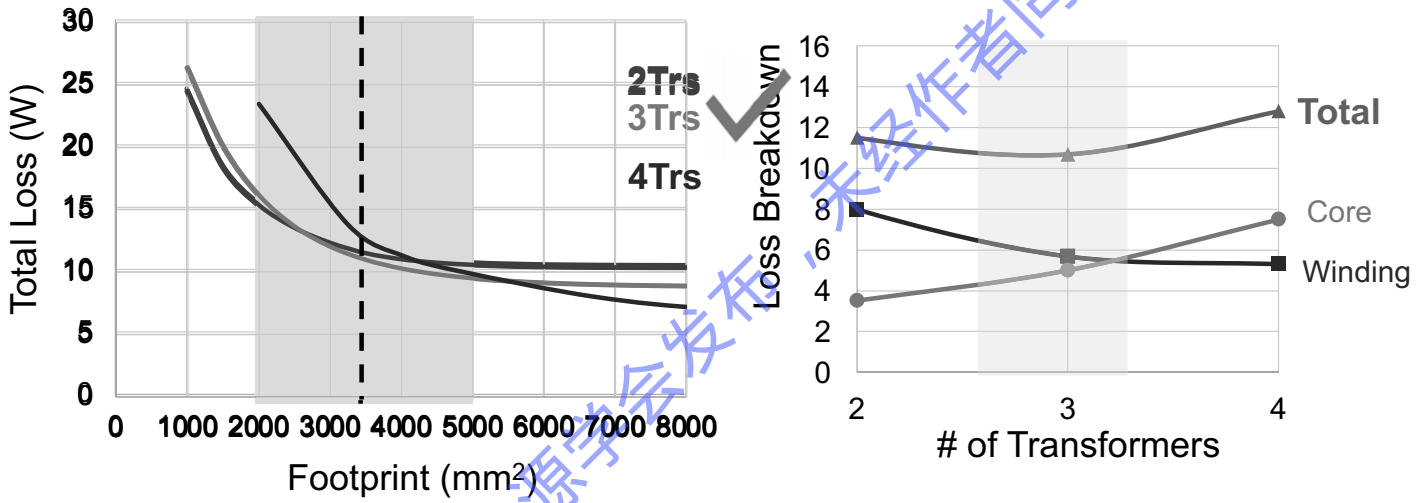 30
25
20
15
10
5
0
0 1000 2000 3000 4000 5000 6000 7000 8000
Total Loss (W)
Footprint (mm²)
2Trs
3Trs
4Trs
16
14
12
10
8
6
4
2
0
2 3 4
Loss Breakdown
# of Transformers
Total
Core
Winding
源学会发布，未经作者同